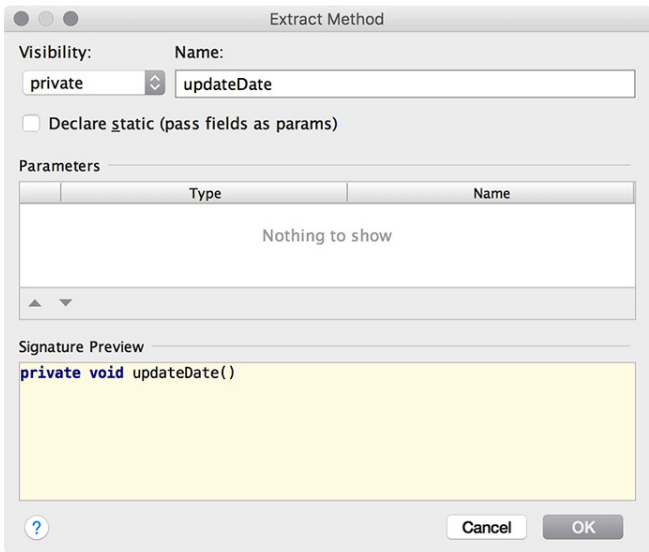 Extract Method
Visibility: Name:
private updateDate
Declare static (pass fields as params)
Parameters
Type Name
Nothing to show
Signature Preview
private void updateDate()
? Cancel OK